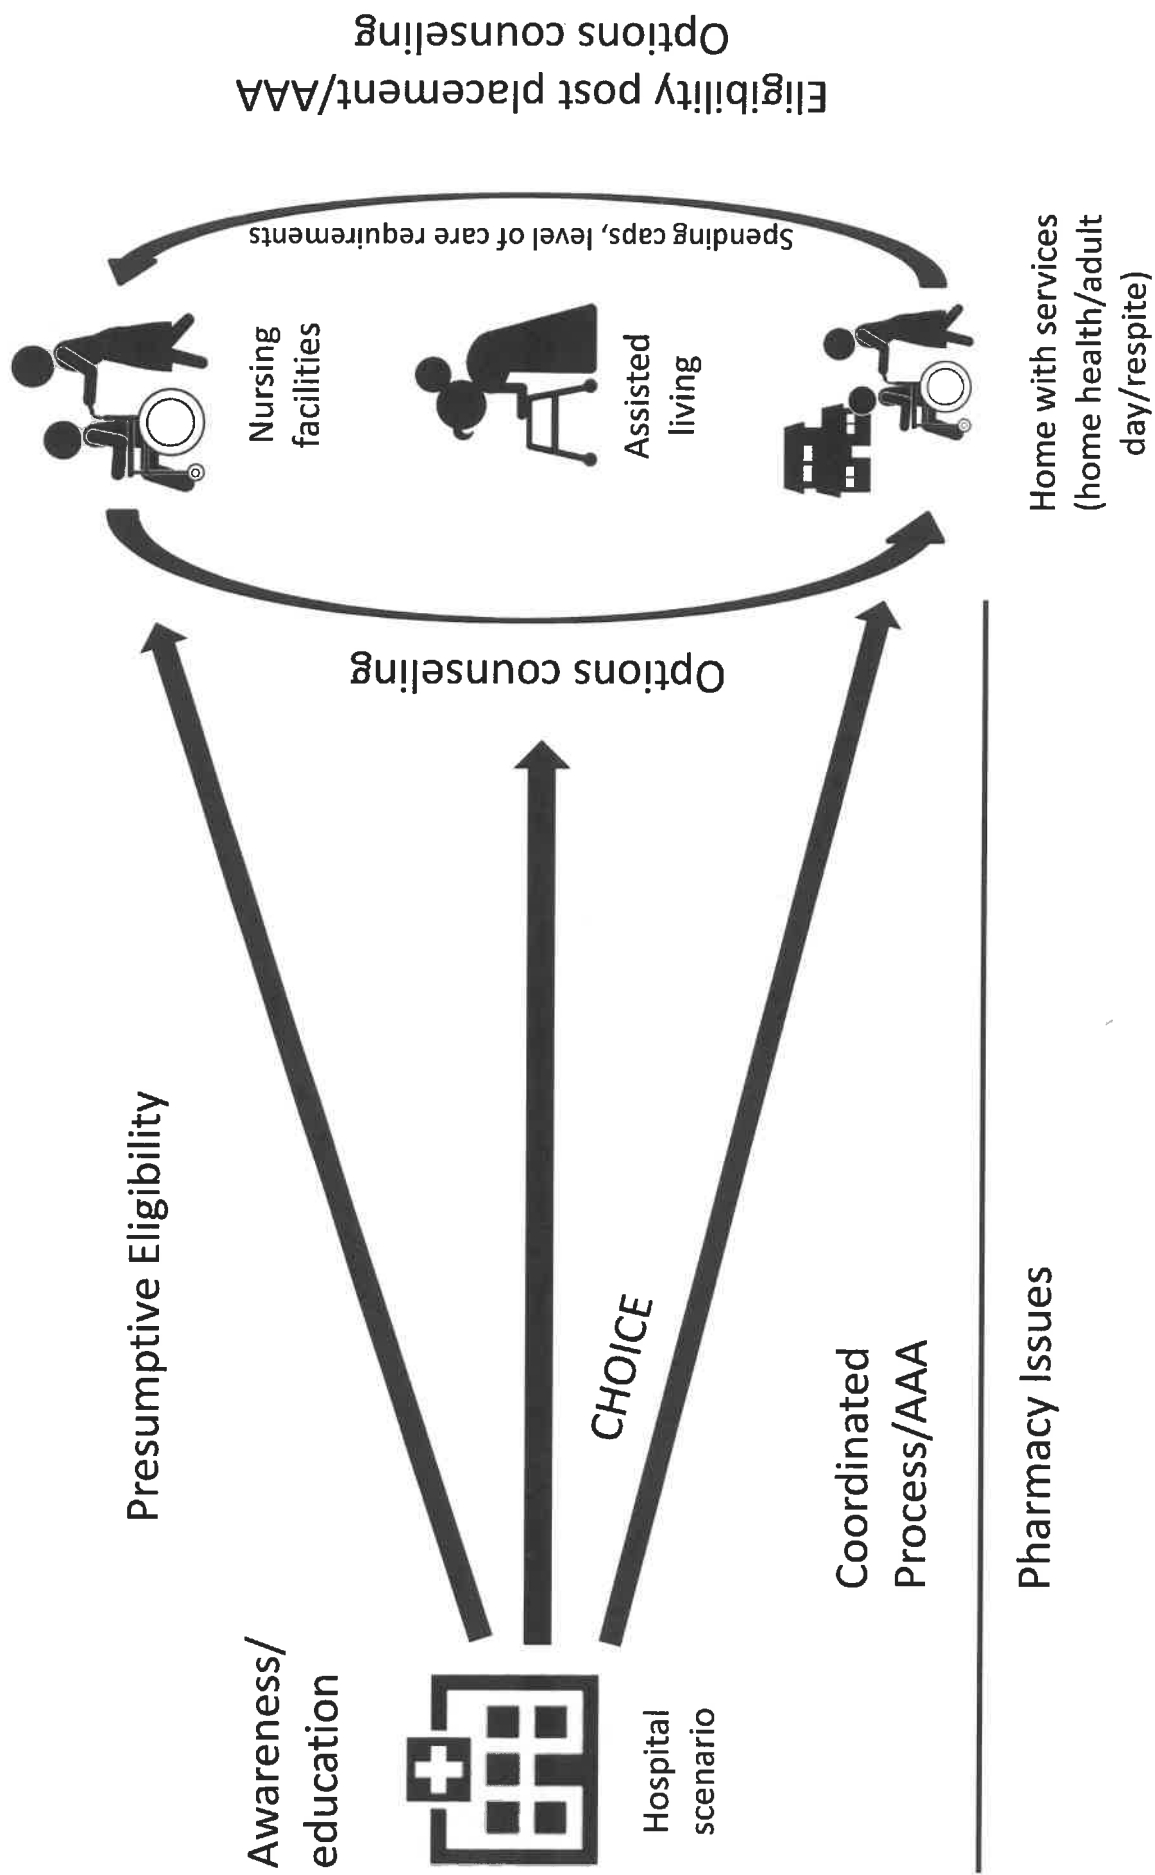 Awareness/
education
Hospital
scenario
Presumptive Eligibility
CHOICE
Coordinated
Process/AAA
Pharmacy Issues
Options counseling
Nursing
facilities
Assisted
living
Home with services
(home health/adult
day/respite)
Spending caps, level of care requirements
Eligibility post placement/AAA
Options counseling